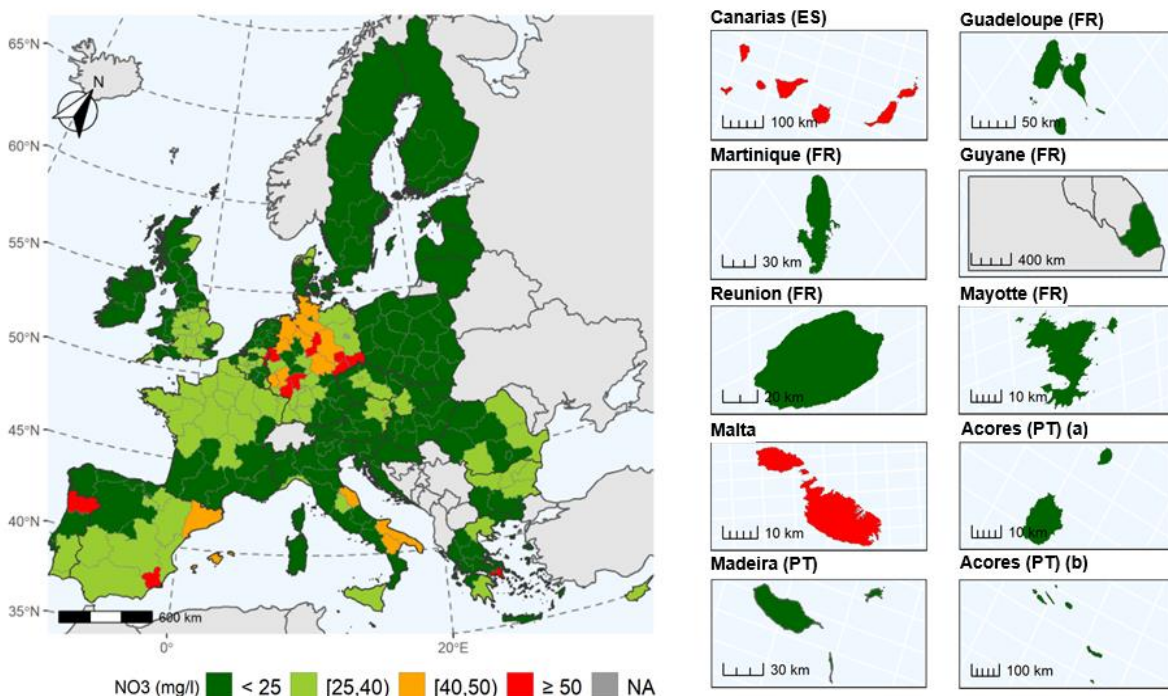 65°N
60°N
55°N
50°N
45°N
40°N
35°N
N
600 km
0°
20°E
NO3 (mg/l) < 25 [25,40) [40,50) ≥ 50 NA
Canarias (ES)
100 km
Guadeloupe (FR)
50 km
Martinique (FR)
30 km
Guyane (FR)
400 km
Reunion (FR)
20 km
Mayotte (FR)
10 km
Malta
10 km
Acores (PT) (a)
10 km
Madeira (PT)
30 km
Acores (PT) (b)
100 km